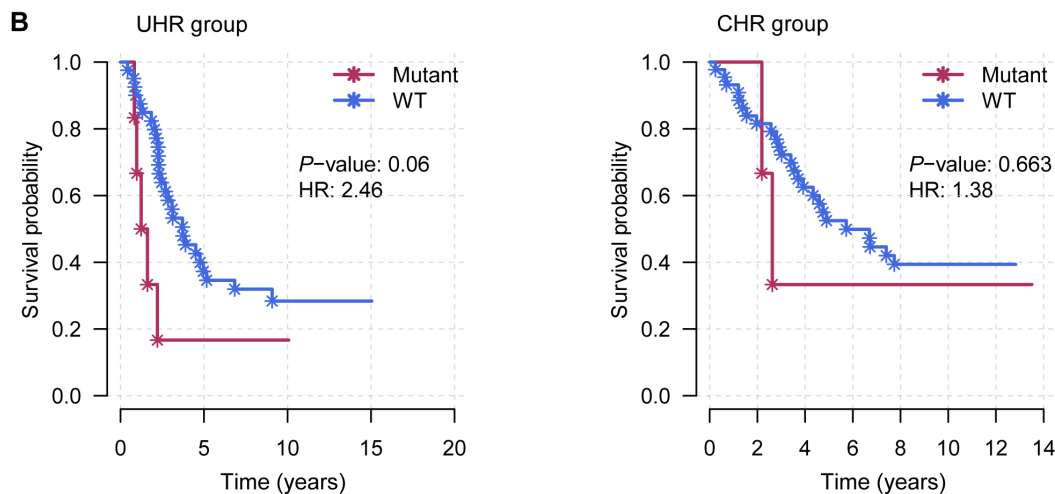 B
UHR group
CHR group
1.0
0.8
0.6
0.4
0.2
0.0
Survival probability
Mutant
WT
P−value: 0.06
HR: 2.46
0 5 10 15 20
Time (years)
1.0
0.8
0.6
0.4
0.2
0.0
Survival probability
Mutant
WT
P−value: 0.663
HR: 1.38
0 2 4 6 8 10 12 14
Time (years)